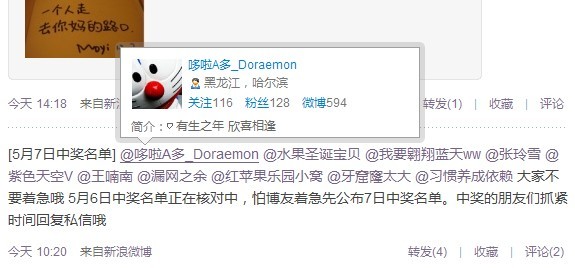 一个人走
去你妈的路口
Moyi
哆啦A多_Doraemon
黑龙江，哈尔滨
关注116 粉丝128 微博594
简介：♡ 有生之年 欣喜相逢
今天 14:18 来自新浪
转发(1) | 收藏 | 评论
[5月7日中奖名单] @哆啦A多_Doraemon @水果圣诞宝贝 @我要翱翔蓝天ww @张玲雪 @
紫色天空V @王喃南 @漏网之余 @红苹果乐园小窝 @牙窟窿太大 @习惯养成依赖 大家不
要着急哦 5月6日中奖名单正在核对中，怕博友着急先公布7日中奖名单。中奖的朋友们抓紧
时间回复私信哦
今天 10:20 来自新浪微博 转发(4) | 收藏 | 评论(2)